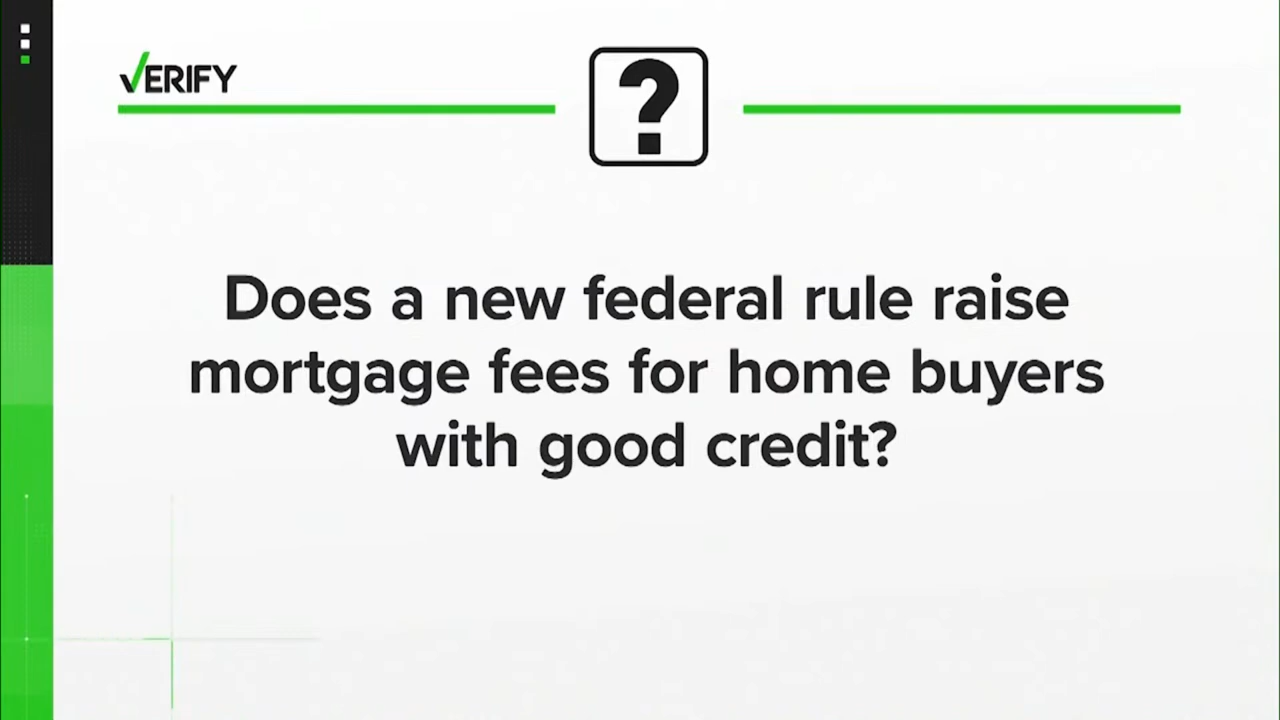 VERIFY
?
Does a new federal rule raise
mortgage fees for home buyers
with good credit?